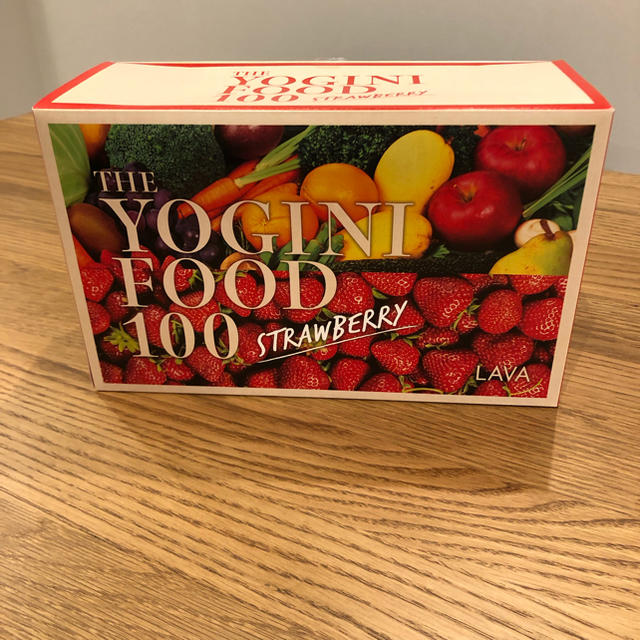 THE
YOGINI
FOOD
100 STRAWBERRY
THE
YOGINI
FOOD
100 STRAWBERRY
LAVA